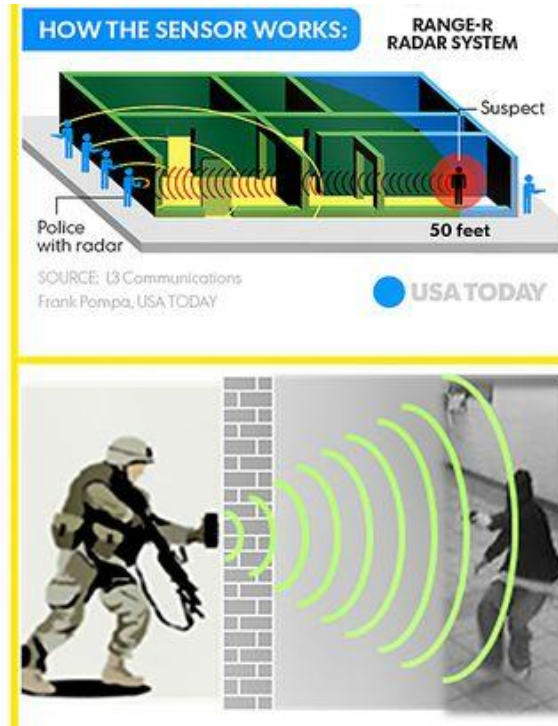 HOW THE SENSOR WORKS:
RANGE-R
RADAR SYSTEM
Suspect
Police
with radar
50 feet
SOURCE: L3 Communications
Frank Pompa, USA TODAY
USA TODAY